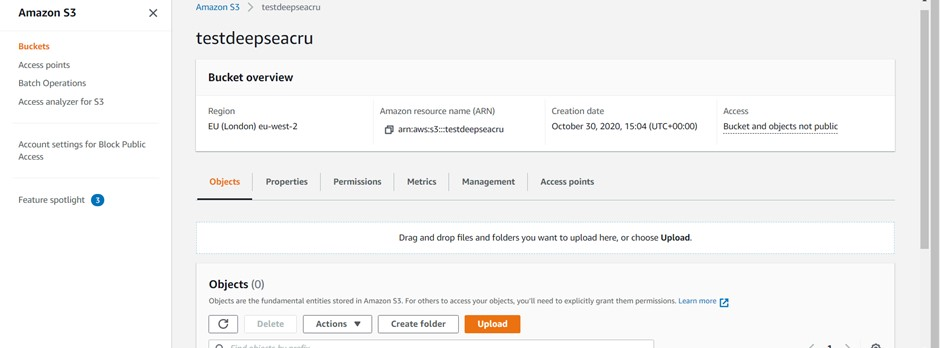 Amazon S3
Buckets
Access points
Batch Operations
Access analyzer for S3
Account settings for Block Public
Access
Feature spotlight 3
Amazon S3 testdeepseacru
testdeepseacru
Bucket overview
Region
EU (London) eu-west-2
Amazon resource name (ARN)
arn:aws:s3:::testdeepseacru
Creation date
October 30, 2020, 15:04 (UTC+00:00)
Access
Bucket and objects not public
Objects Properties Permissions Metrics Management Access points
Drag and drop files and folders you want to upload here, or choose Upload.
Objects (0)
Objects are the fundamental entities stored in Amazon S3. For others to access your objects, you'll need to explicitly grant them permissions. Learn more
Delete Actions Create folder Upload
Find objects by prefix 1